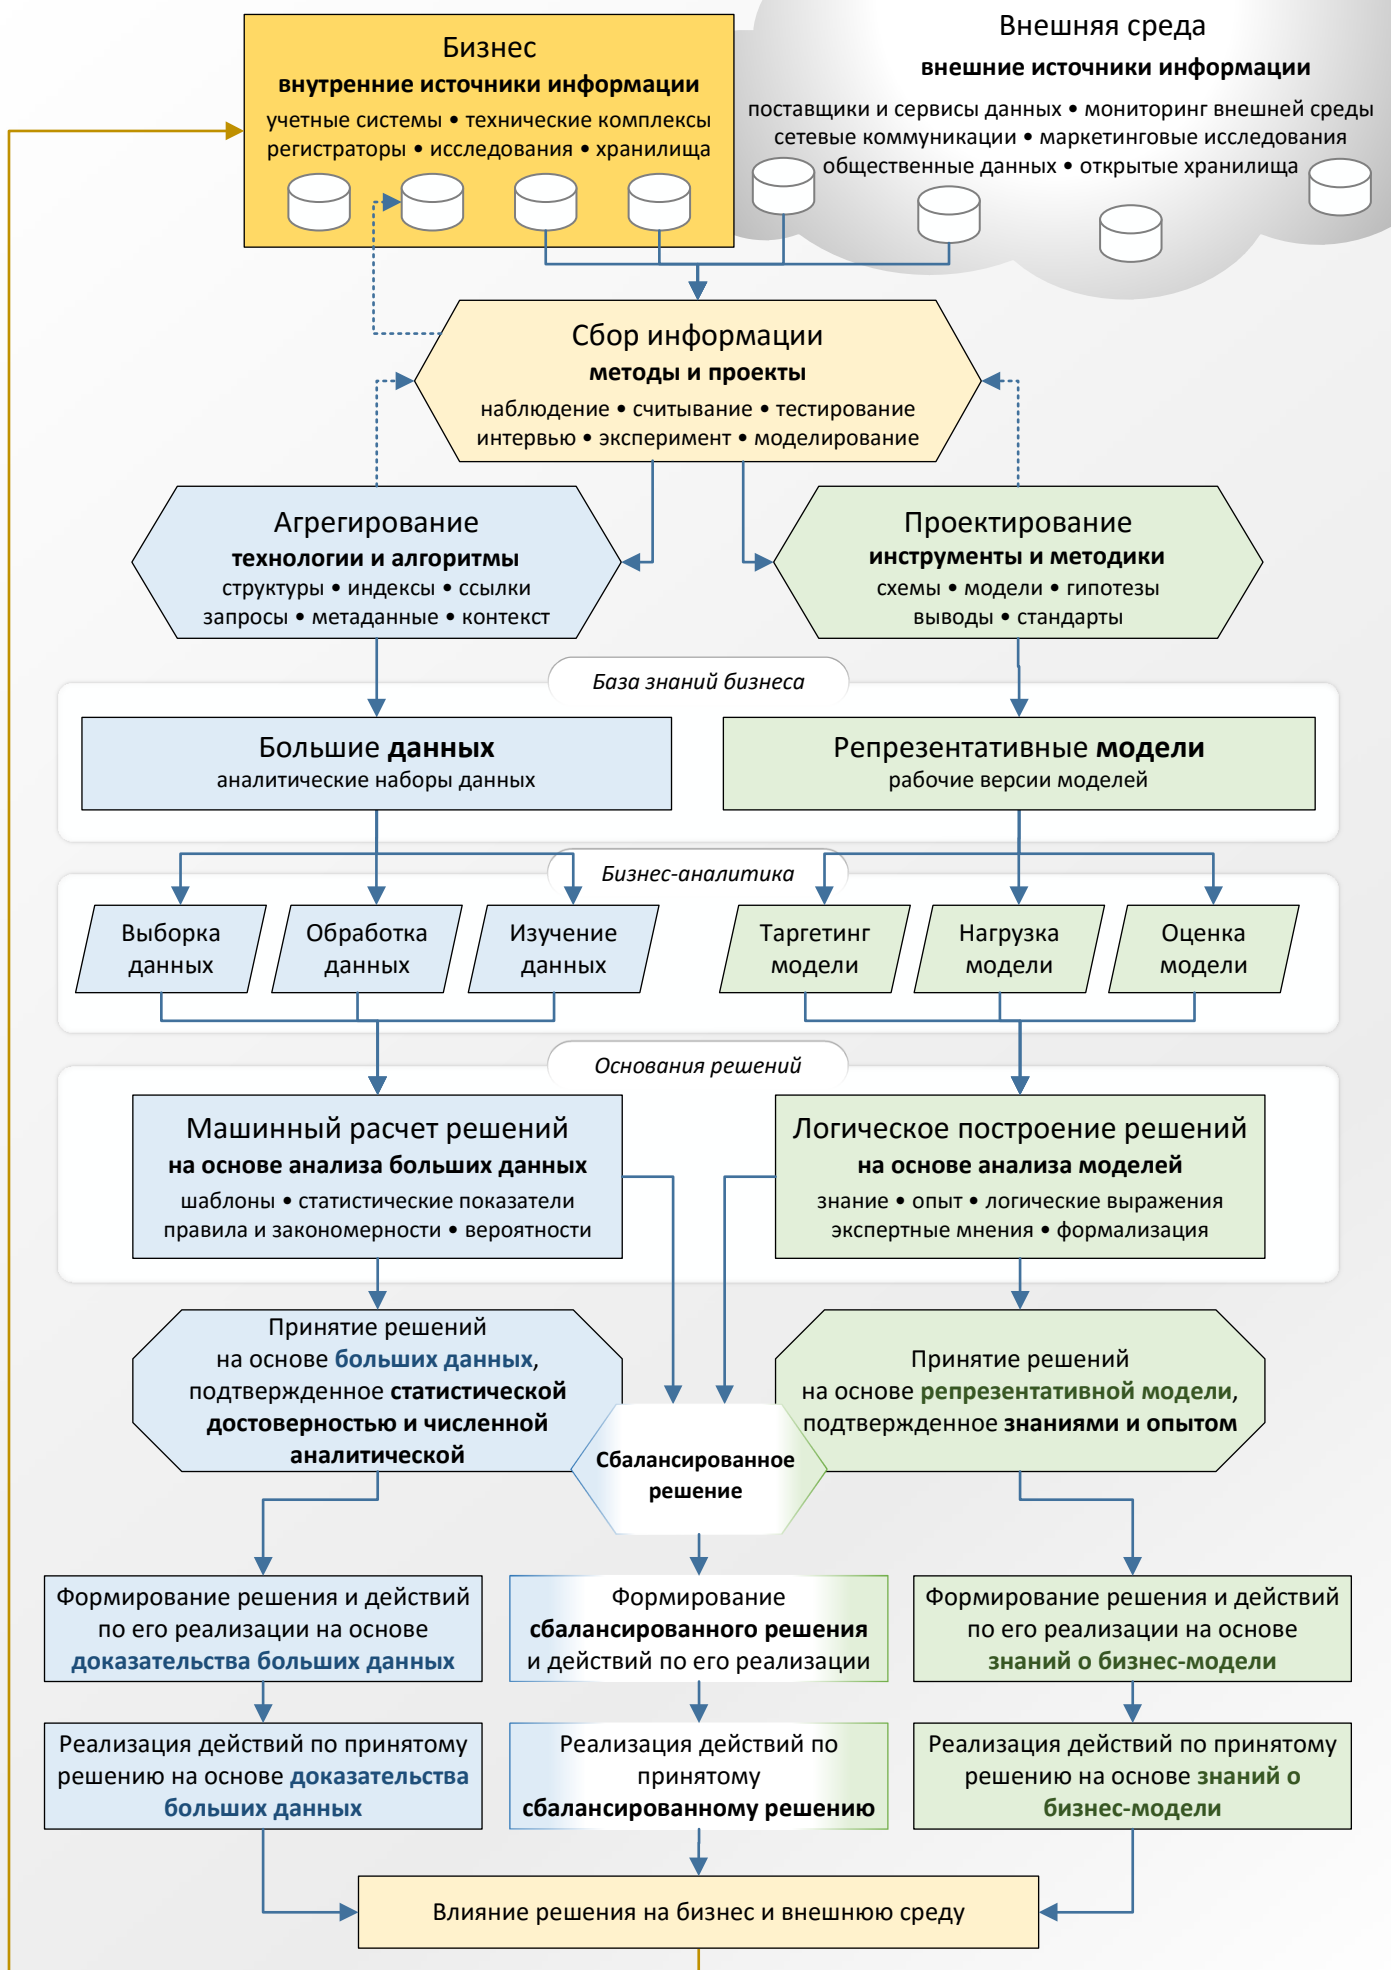 Бизнес
внутренние источники информации
учетные системы • технические комплексы
регистраторы • исследования • хранилища
Внешняя среда
внешние источники информации
поставщики и сервисы данных • мониторинг внешней среды
сетевые коммуникации • маркетинговые исследования
общественные данных • открытые хранилища
Сбор информации
методы и проекты
наблюдение • считывание • тестирование
интервью • эксперимент • моделирование
Агрегирование
технологии и алгоритмы
структуры • индексы • ссылки
запросы • метаданные • контекст
Проектирование
инструменты и методики
схемы • модели • гипотезы
выводы • стандарты
База знаний бизнеса
Большие данных
аналитические наборы данных
Репрезентативные модели
рабочие версии моделей
Бизнес-аналитика
Выборка
данных
Обработка
данных
Изучение
данных
Таргетинг
модели
Нагрузка
модели
Оценка
модели
Основания решений
Машинный расчет решений
на основе анализа больших данных
шаблоны • статистические показатели
правила и закономерности • вероятности
Логическое построение решений
на основе анализа моделей
знание • опыт • логические выражения
экспертные мнения • формализация
Принятие решений
на основе больших данных,
подтвержденное статистической
достоверностью и численной
аналитической
Принятие решений
на основе репрезентативной модели,
подтвержденное знаниями и опытом
Сбалансированное
решение
Формирование решения и действий
по его реализации на основе
доказательства больших данных
Формирование
сбалансированного решения
и действий по его реализации
Формирование решения и действий
по его реализации на основе
знаний о бизнес-модели
Реализация действий по принятому
решению на основе доказательства
больших данных
Реализация действий по
принятому
сбалансированному решению
Реализация действий по принятому
решению на основе знаний о
бизнес-модели
Влияние решения на бизнес и внешнюю среду